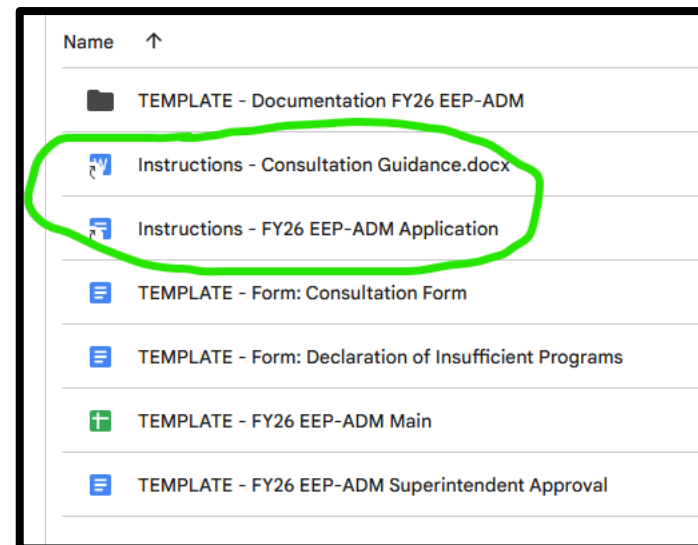 Name
TEMPLATE - Documentation FY26 EEP-ADM
Instructions - Consultation Guidance.docx
Instructions - FY26 EEP-ADM Application
TEMPLATE - Form: Consultation Form
TEMPLATE - Form: Declaration of Insufficient Programs
TEMPLATE - FY26 EEP-ADM Main
TEMPLATE - FY26 EEP-ADM Superintendent Approval